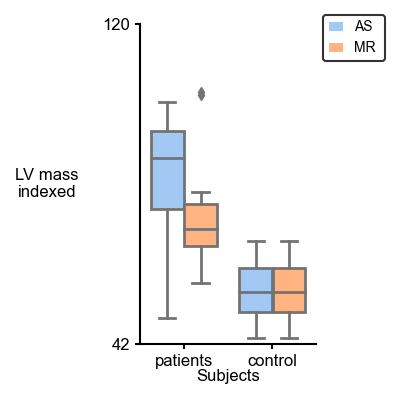 120
AS
MR
LV mass
indexed
42
patients
control
Subjects